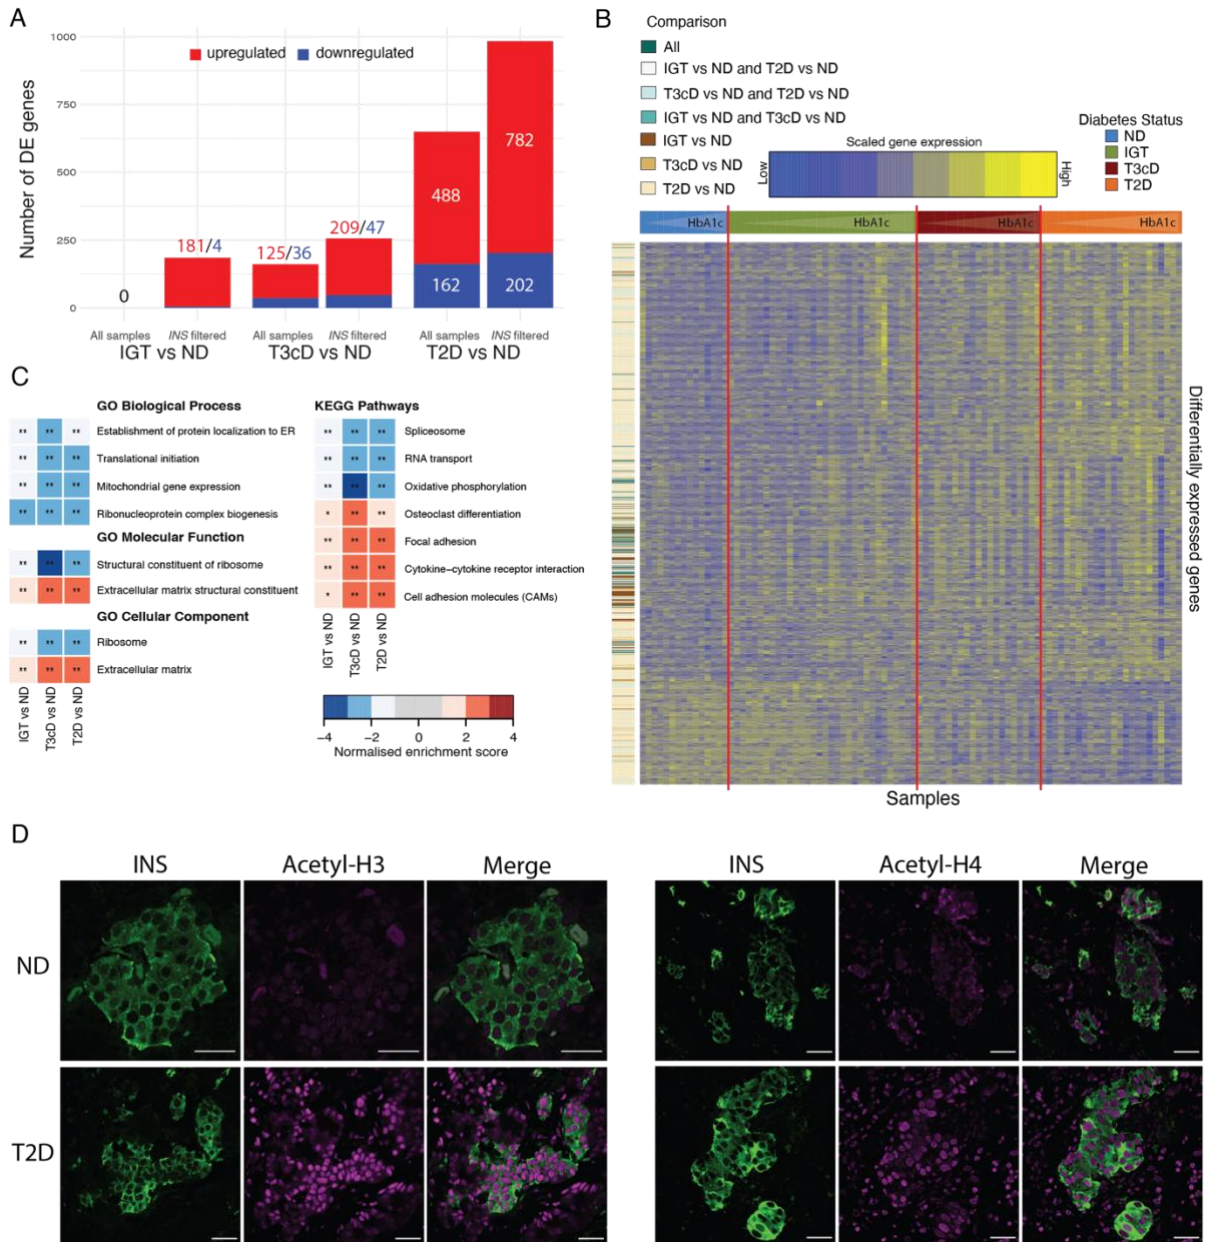 A
1000
750
500
250
0
Number of DE genes
upregulated downregulated
0
181/4
125/36
209/47
488
162
782
202
All samples INS filtered All samples INS filtered All samples INS filtered
IGT vs ND T3cD vs ND T2D vs ND
B
Comparison
All
IGT vs ND and T2D vs ND
T3cD vs ND and T2D vs ND
IGT vs ND and T3cD vs ND
IGT vs ND
T3cD vs ND
T2D vs ND
Scaled gene expression
Low
High
Diabetes Status
ND
IGT
T3cD
T2D
HbA1c HbA1c HbA1c HbA1c
Differentially expressed genes
Samples
C
GO Biological Process
** ** ** Establishment of protein localization to ER
** ** ** Translational initiation
** ** ** Mitochondrial gene expression
** ** ** Ribonucleoprotein complex biogenesis
GO Molecular Function
** ** ** Structural constituent of ribosome
** ** ** Extracellular matrix structural constituent
GO Cellular Component
** ** ** Ribosome
** ** ** Extracellular matrix
IGT vs ND
T3cD vs ND
T2D vs ND
KEGG Pathways
** ** ** Spliceosome
** ** ** RNA transport
** ** ** Oxidative phosphorylation
* ** ** Osteoclast differentiation
** ** ** Focal adhesion
** ** ** Cytokine−cytokine receptor interaction
* ** ** Cell adhesion molecules (CAMs)
IGT vs ND
T3cD vs ND
T2D vs ND
−4 −2 0 2 4
Normalised enrichment score
D
INS Acetyl-H3 Merge INS Acetyl-H4 Merge
ND
T2D